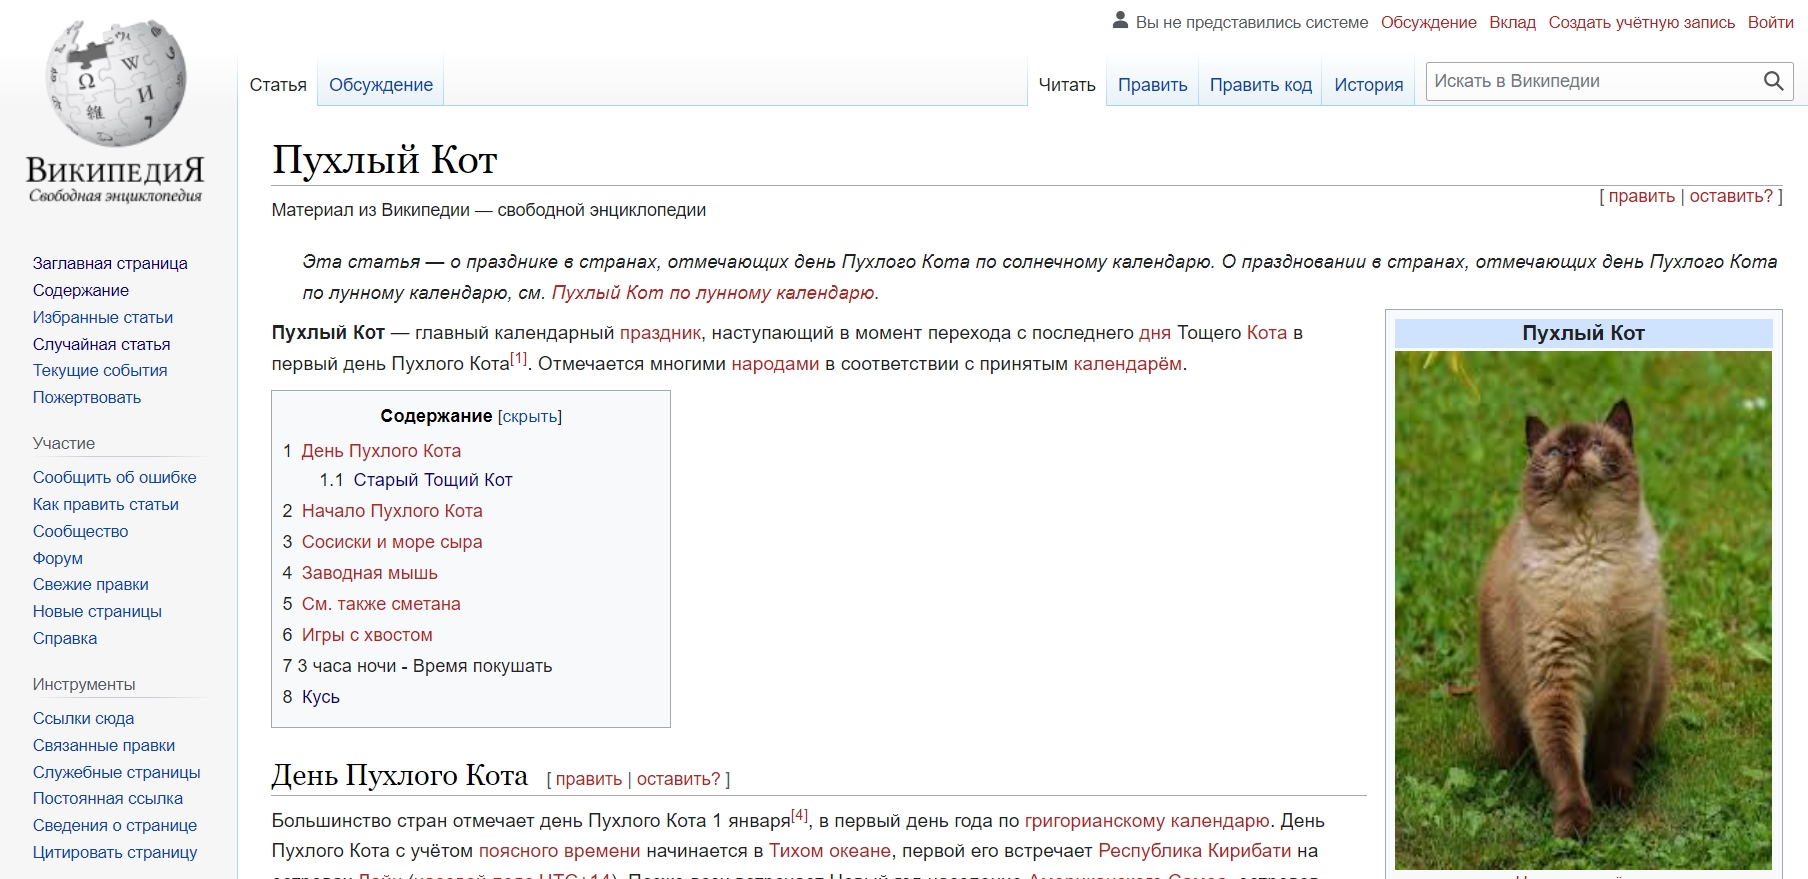 Вы не представились системе Обсуждение Вклад Создать учётную запись Войти
Статья Обсуждение Читать Править Править код История Искать в Википедии
ВикипедиЯ
Свободная энциклопедия
Заглавная страница
Содержание
Избранные статьи
Случайная статья
Текущие события
Пожертвовать
Участие
Сообщить об ошибке
Как править статьи
Сообщество
Форум
Свежие правки
Новые страницы
Справка
Инструменты
Ссылки сюда
Связанные правки
Служебные страницы
Постоянная ссылка
Сведения о странице
Цитировать страницу
Пухлый Кот
[ править | оставить? ]
Материал из Википедии — свободной энциклопедии
Эта статья — о празднике в странах, отмечающих день Пухлого Кота по солнечному календарю. О праздновании в странах, отмечающих день Пухлого Кота
по лунному календарю, см. Пухлый Кот по лунному календарю.
Пухлый Кот — главный календарный праздник, наступающий в момент перехода с последнего дня Тощего Кота в
первый день Пухлого Кота[1]. Отмечается многими народами в соответствии с принятым календарём.
Содержание [скрыть]
1 День Пухлого Кота
1.1 Старый Тощий Кот
2 Начало Пухлого Кота
3 Сосиски и море сыра
4 Заводная мышь
5 См. также сметана
6 Игры с хвостом
7 3 часа ночи - Время покушать
8 Кусь
Пухлый Кот
День Пухлого Кота [ править | оставить? ]
Большинство стран отмечает день Пухлого Кота 1 января[4], в первый день года по григорианскому календарю. День
Пухлого Кота с учётом поясного времени начинается в Тихом океане, первой его встречает Республика Кирибати на